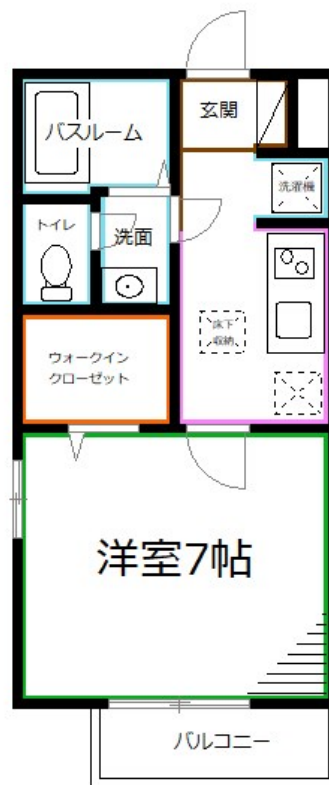 玄関
バスルーム
洗濯機
トイレ
洗面
床下
収納
ウォークイン
クローゼット
洋室7帖
バルコニー